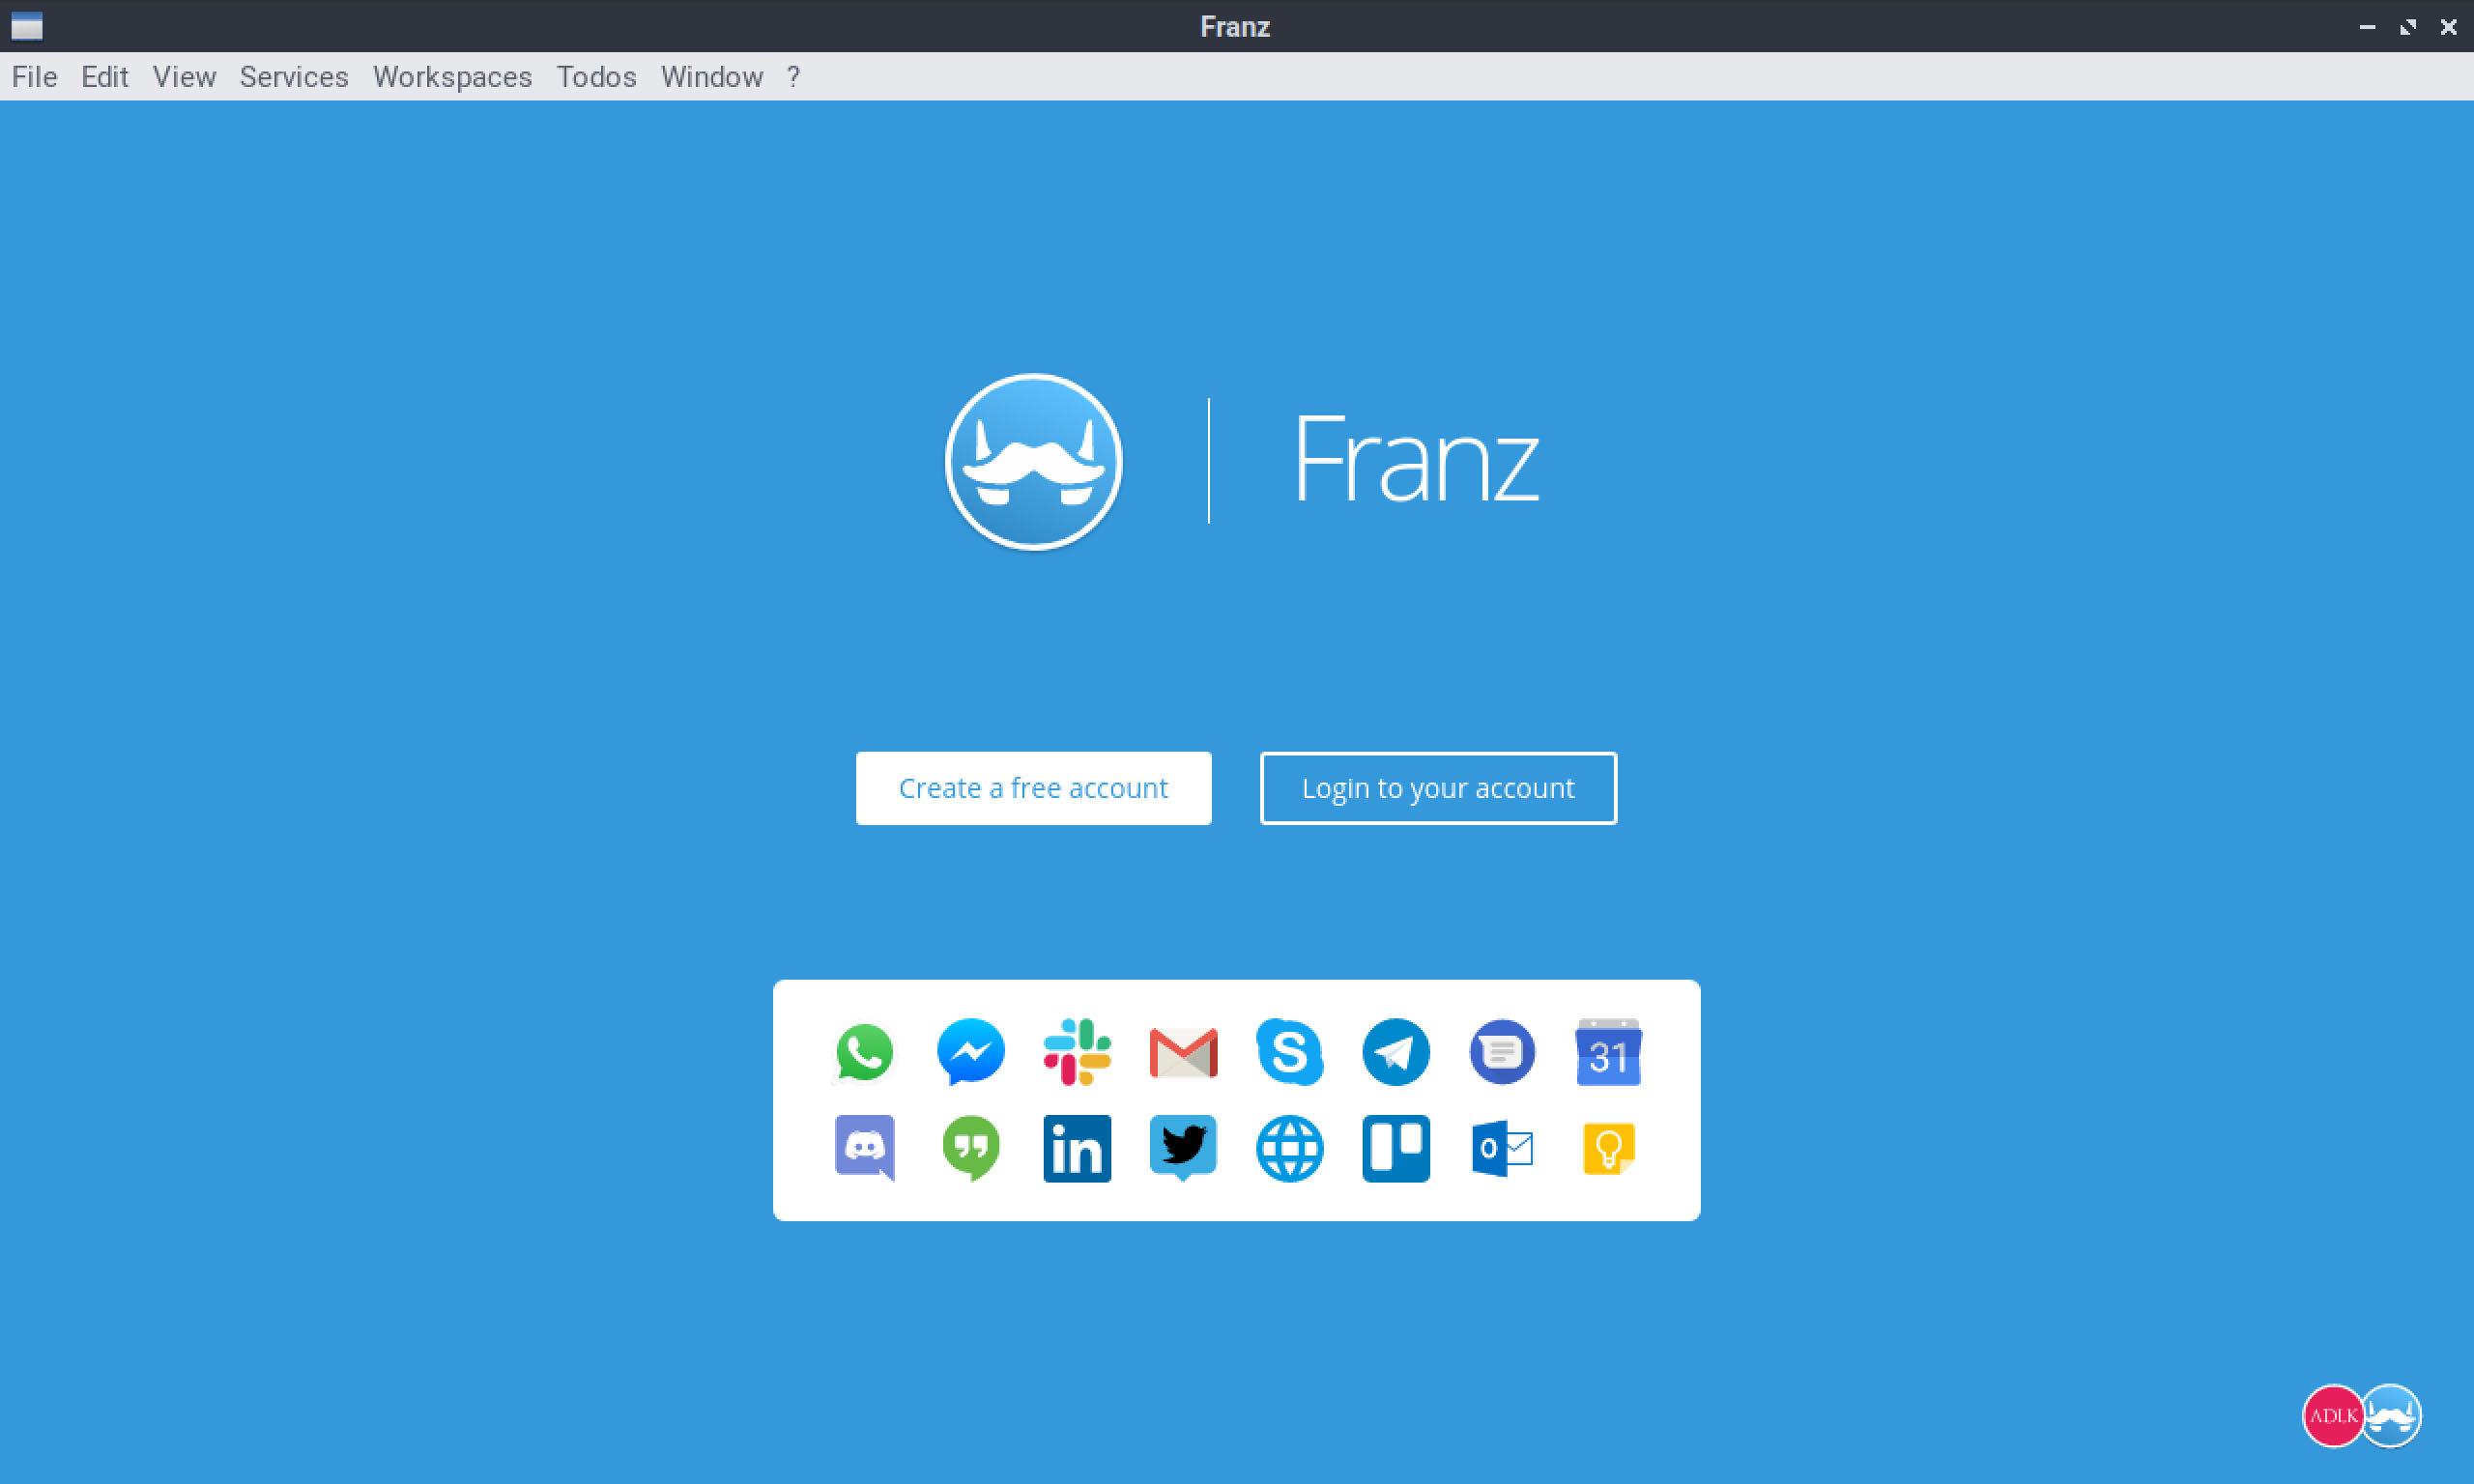 Franz
File Edit View Services Workspaces Todos Window ?
Franz
Create a free account
Login to your account
S
31
in
O
ADLK